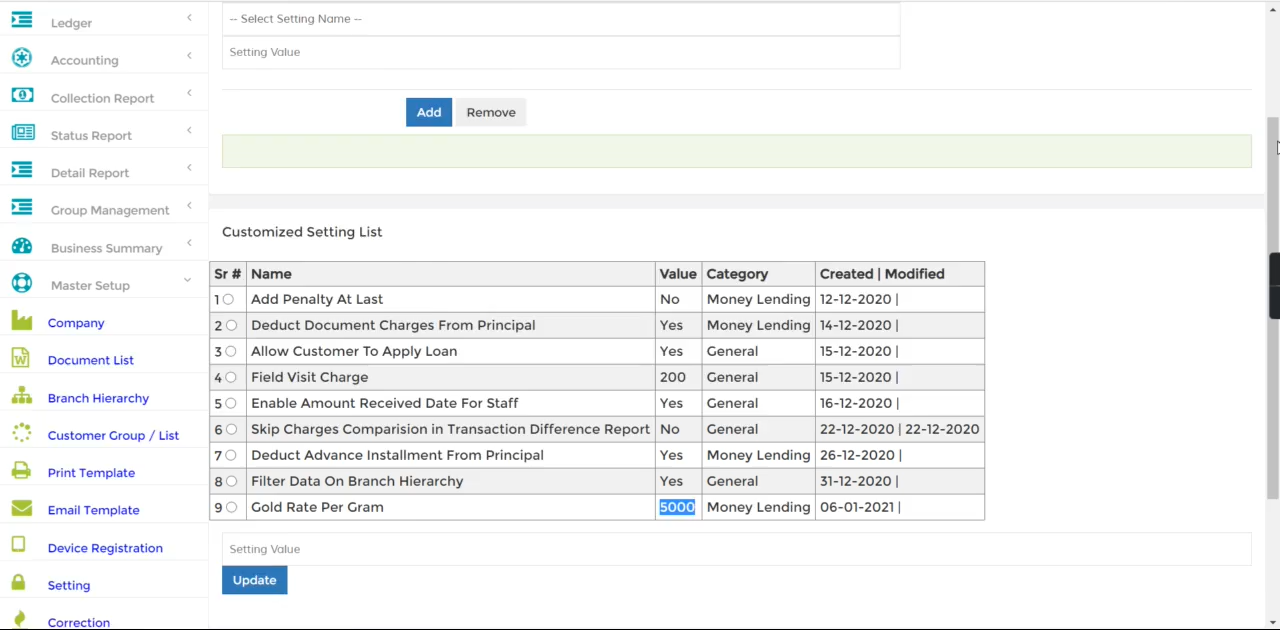 Ledger
Accounting
Collection Report
Status Report
Detail Report
Group Management
Business Summary
Master Setup
Company
Document List
Branch Hierarchy
Customer Group / List
Print Template
Email Template
Device Registration
Setting
Correction
-- Select Setting Name --
Setting Value
Add Remove
Customized Setting List
Sr # Name Value Category Created | Modified
1 Add Penalty At Last No Money Lending 12-12-2020 |
2 Deduct Document Charges From Principal Yes Money Lending 14-12-2020 |
3 Allow Customer To Apply Loan Yes General 15-12-2020 |
4 Field Visit Charge 200 General 15-12-2020 |
5 Enable Amount Received Date For Staff Yes General 16-12-2020 |
6 Skip Charges Comparision in Transaction Difference Report No General 22-12-2020 | 22-12-2020
7 Deduct Advance Installment From Principal Yes Money Lending 26-12-2020 |
8 Filter Data On Branch Hierarchy Yes General 31-12-2020 |
9 Gold Rate Per Gram 5000 Money Lending 06-01-2021 |
Setting Value
Update